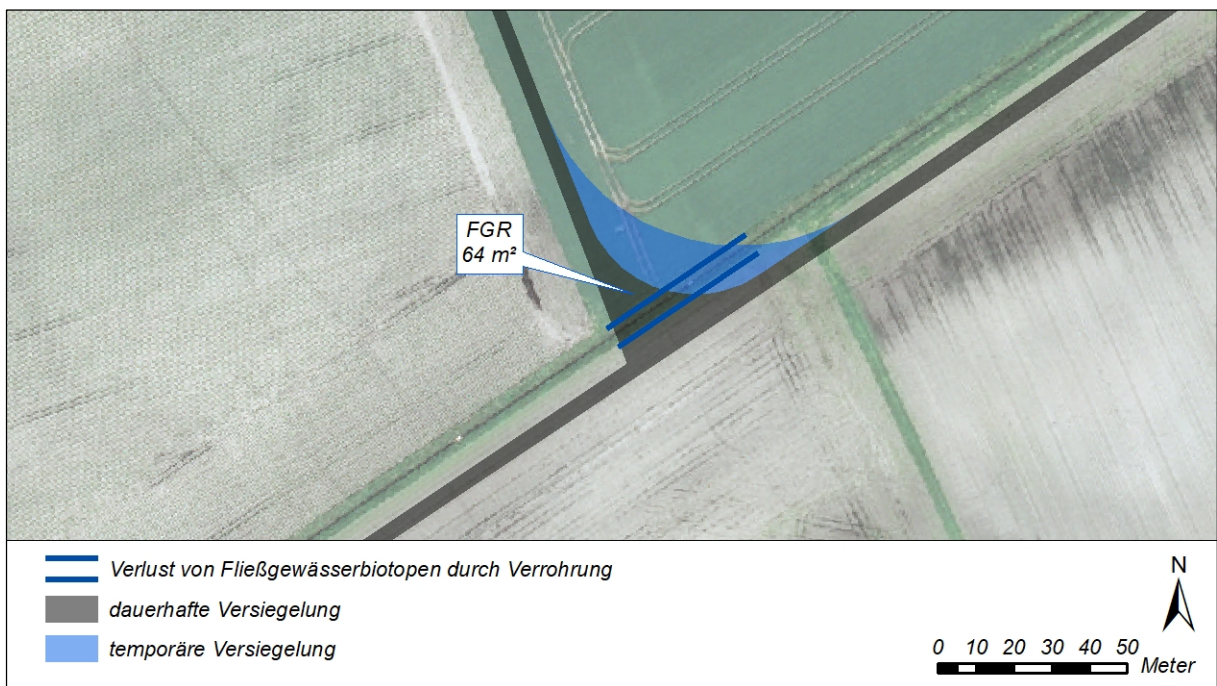 FGR
64 m²
Verlust von Fließgewässerbiotopen durch Verrohrung
dauerhafte Versiegelung
temporäre Versiegelung
N
0 10 20 30 40 50
Meter